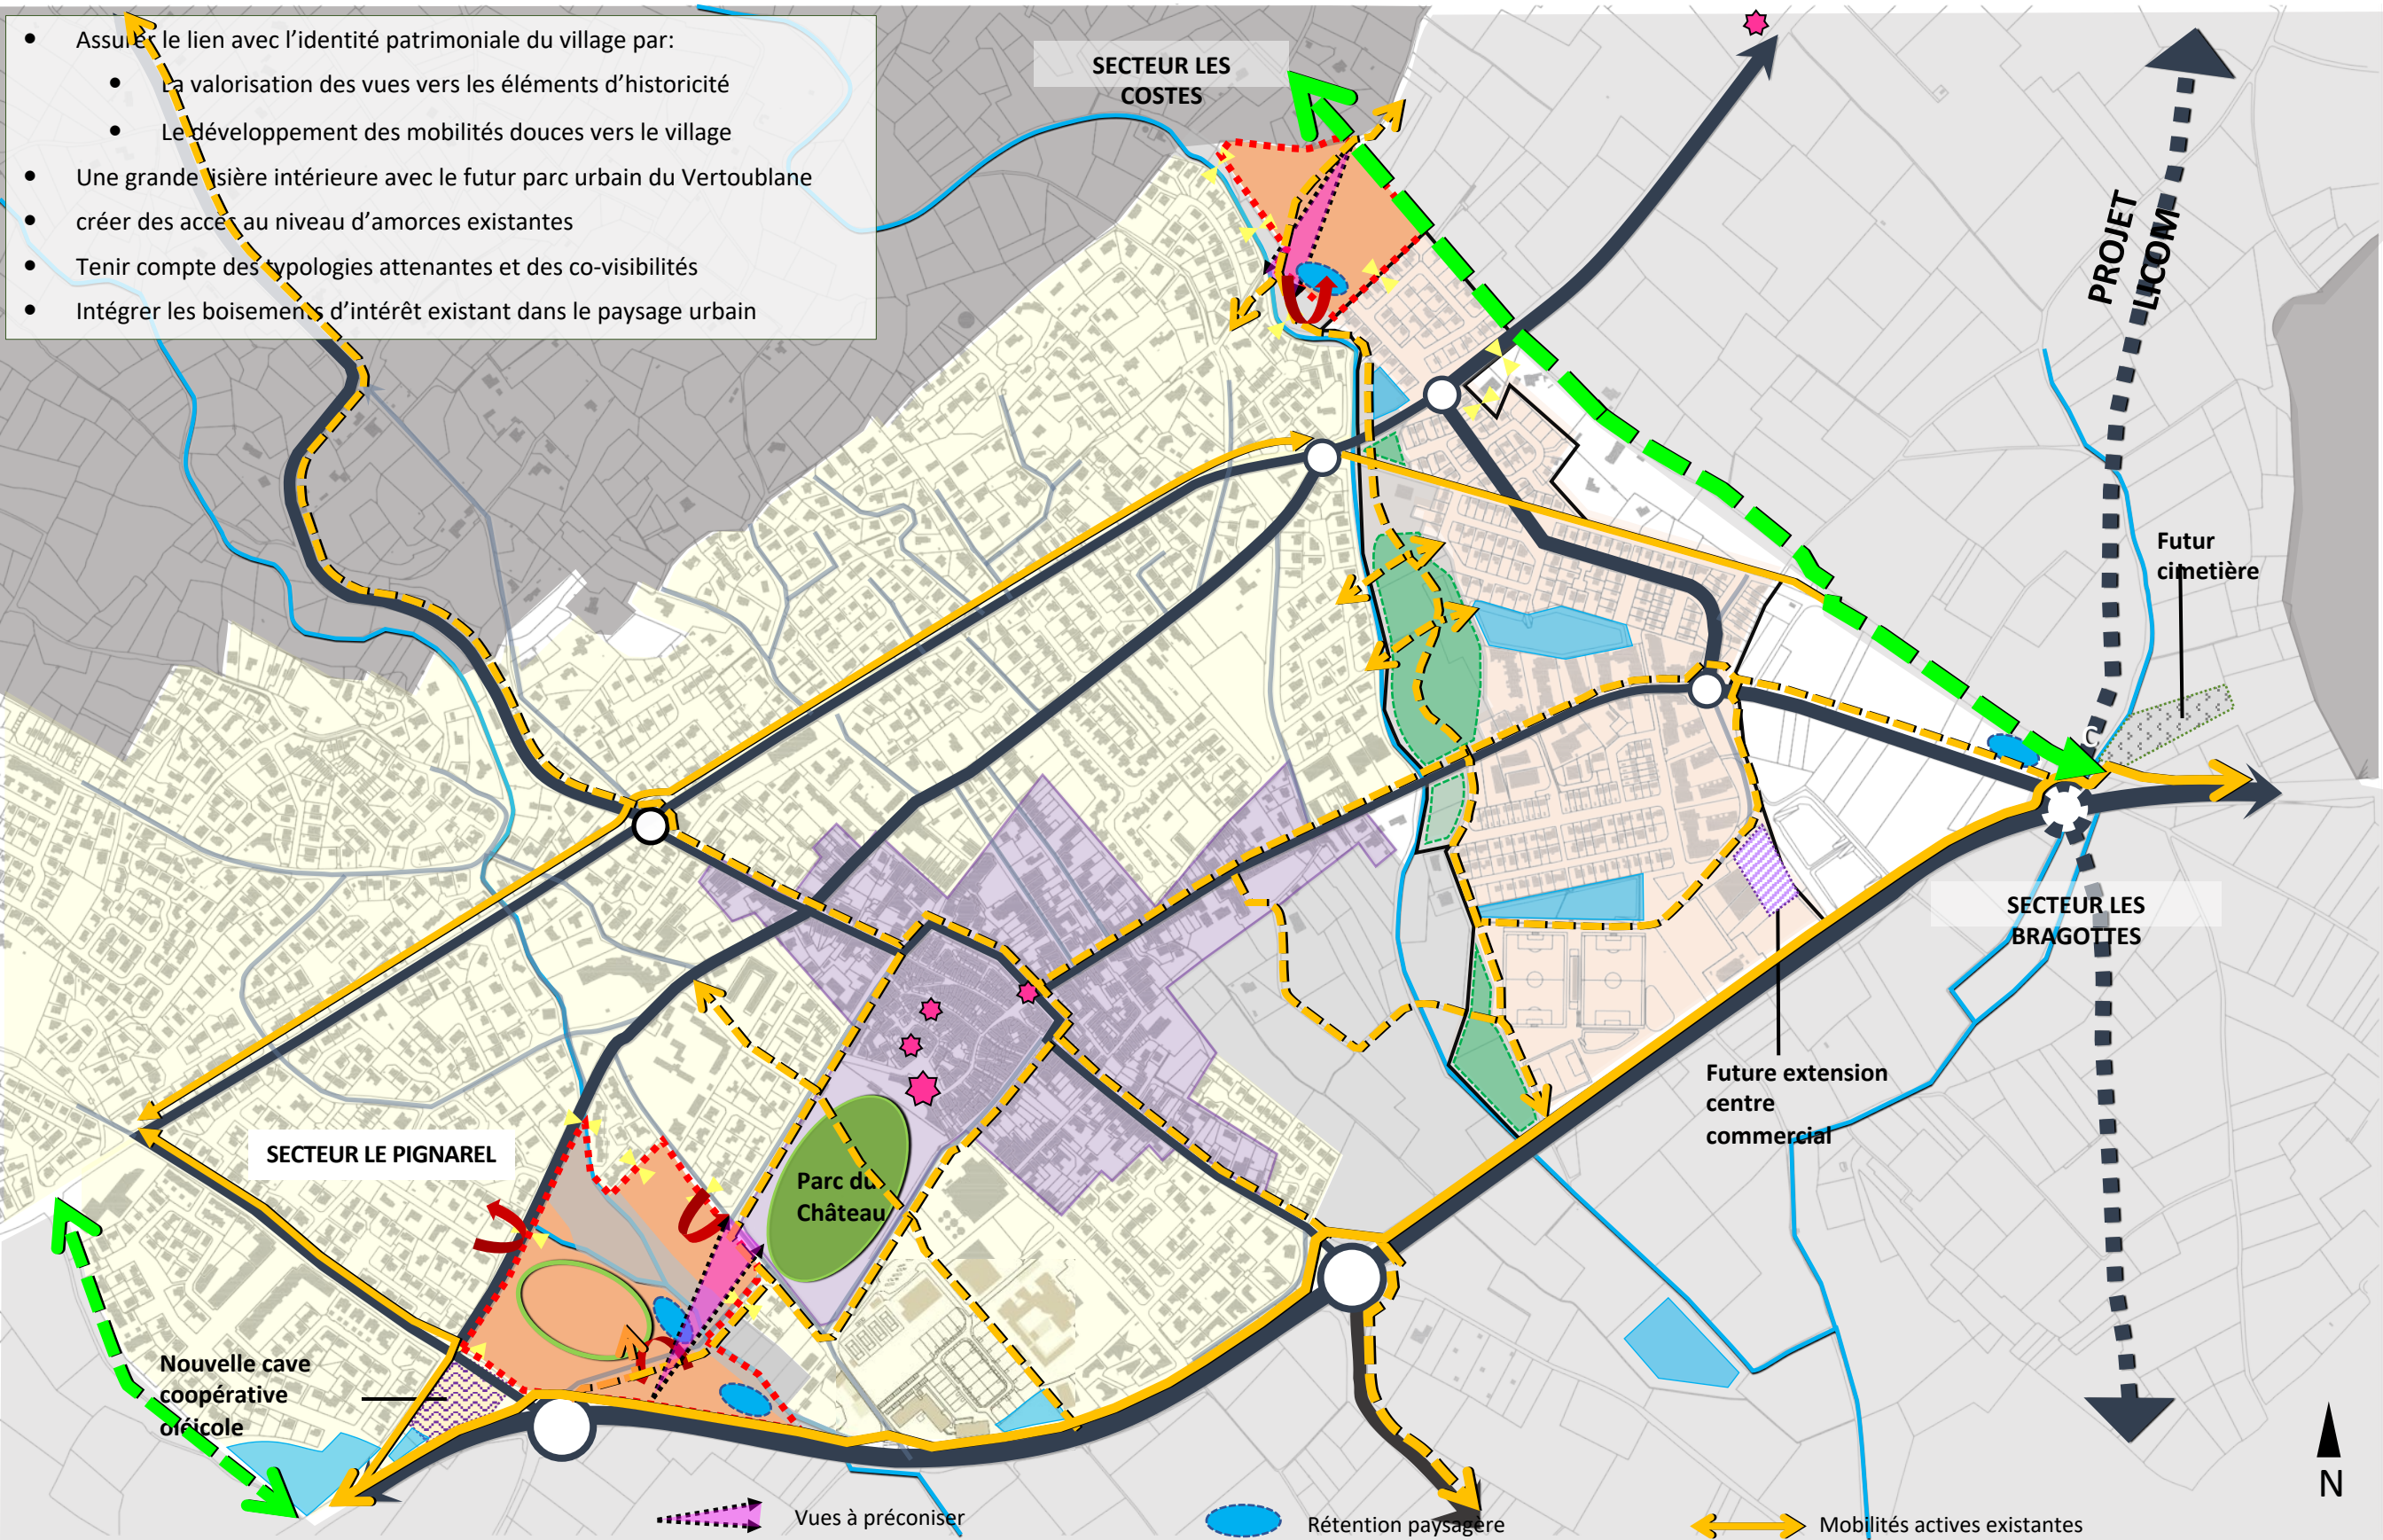 • Assurer le lien avec l’identité patrimoniale du village par:
• La valorisation des vues vers les éléments d’historicité
• Le développement des mobilités douces vers le village
• Une grande lisière intérieure avec le futur parc urbain du Vertoublane
• créer des accès au niveau d’amorces existantes
• Tenir compte des typologies attenantes et des co-visibilités
• Intégrer les boisements d’intérêt existant dans le paysage urbain
SECTEUR LES
COSTES
PROJET
LICOM
Futur
cimetière
C
SECTEUR LES
BRAGOTTES
Future extension
centre
commercial
SECTEUR LE PIGNAREL
Parc du
Château
Nouvelle cave
coopérative
oléicole
N
Vues à préconiser
Rétention paysagère
Mobilités actives existantes